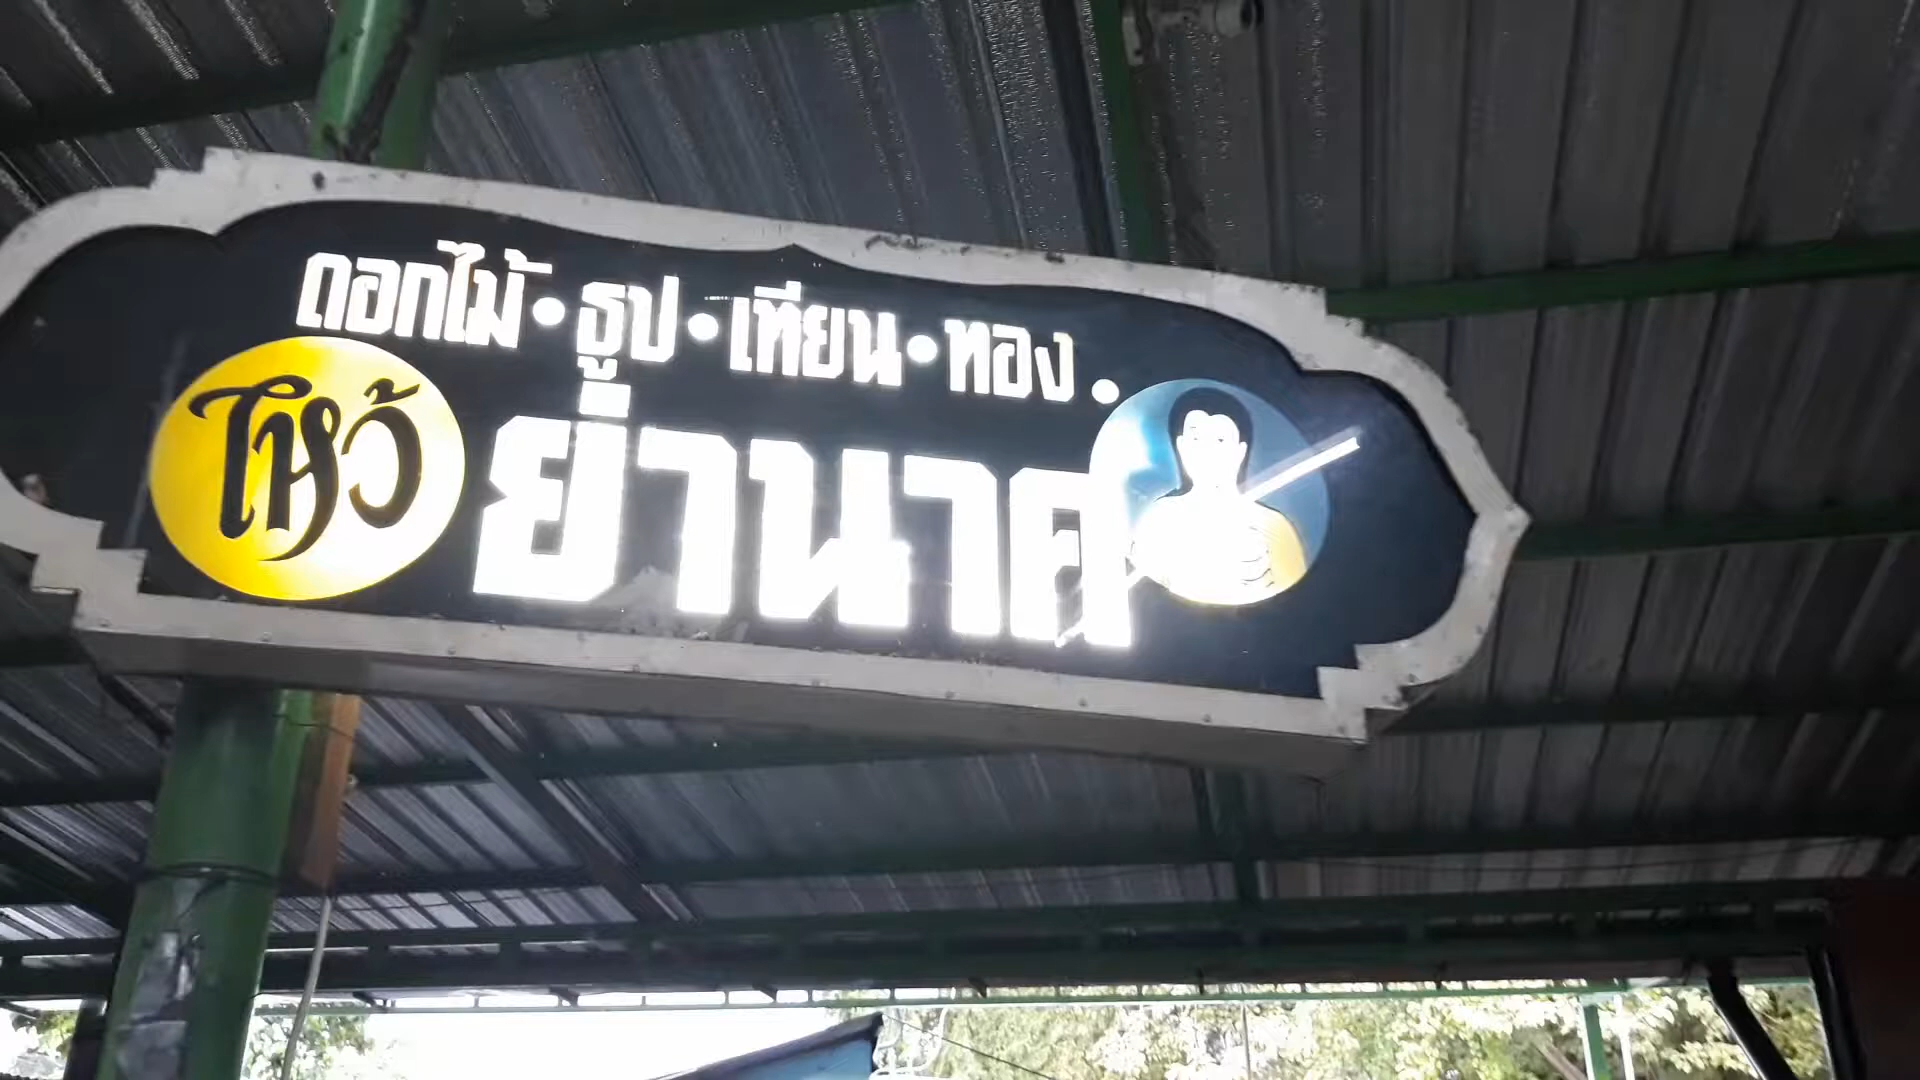 ดอกไม้ • ธูป • เทียน • ทอง •
ไหว้ ย่านาค